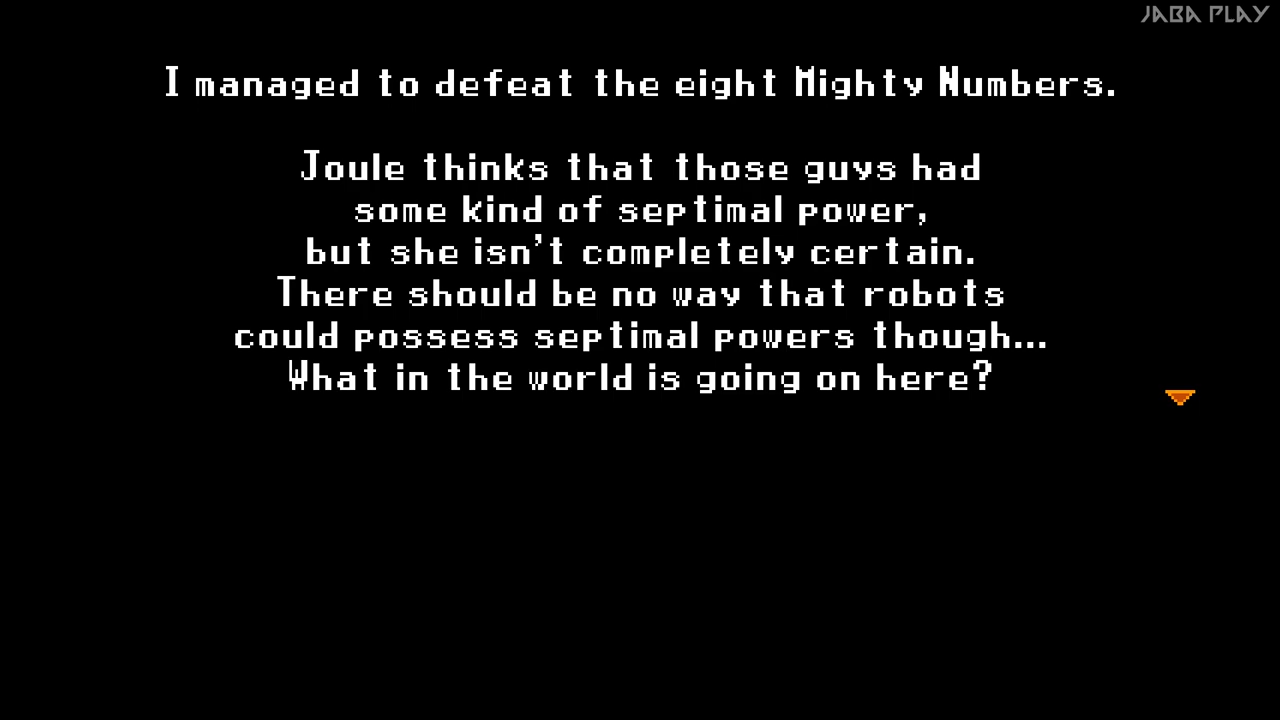 JABA PLAY
I managed to defeat the eight Mighty Numbers.
Joule thinks that those guys had
some kind of septimal power,
but she isn't completely certain.
There should be no way that robots
could possess septimal powers though...
What in the world is going on here?